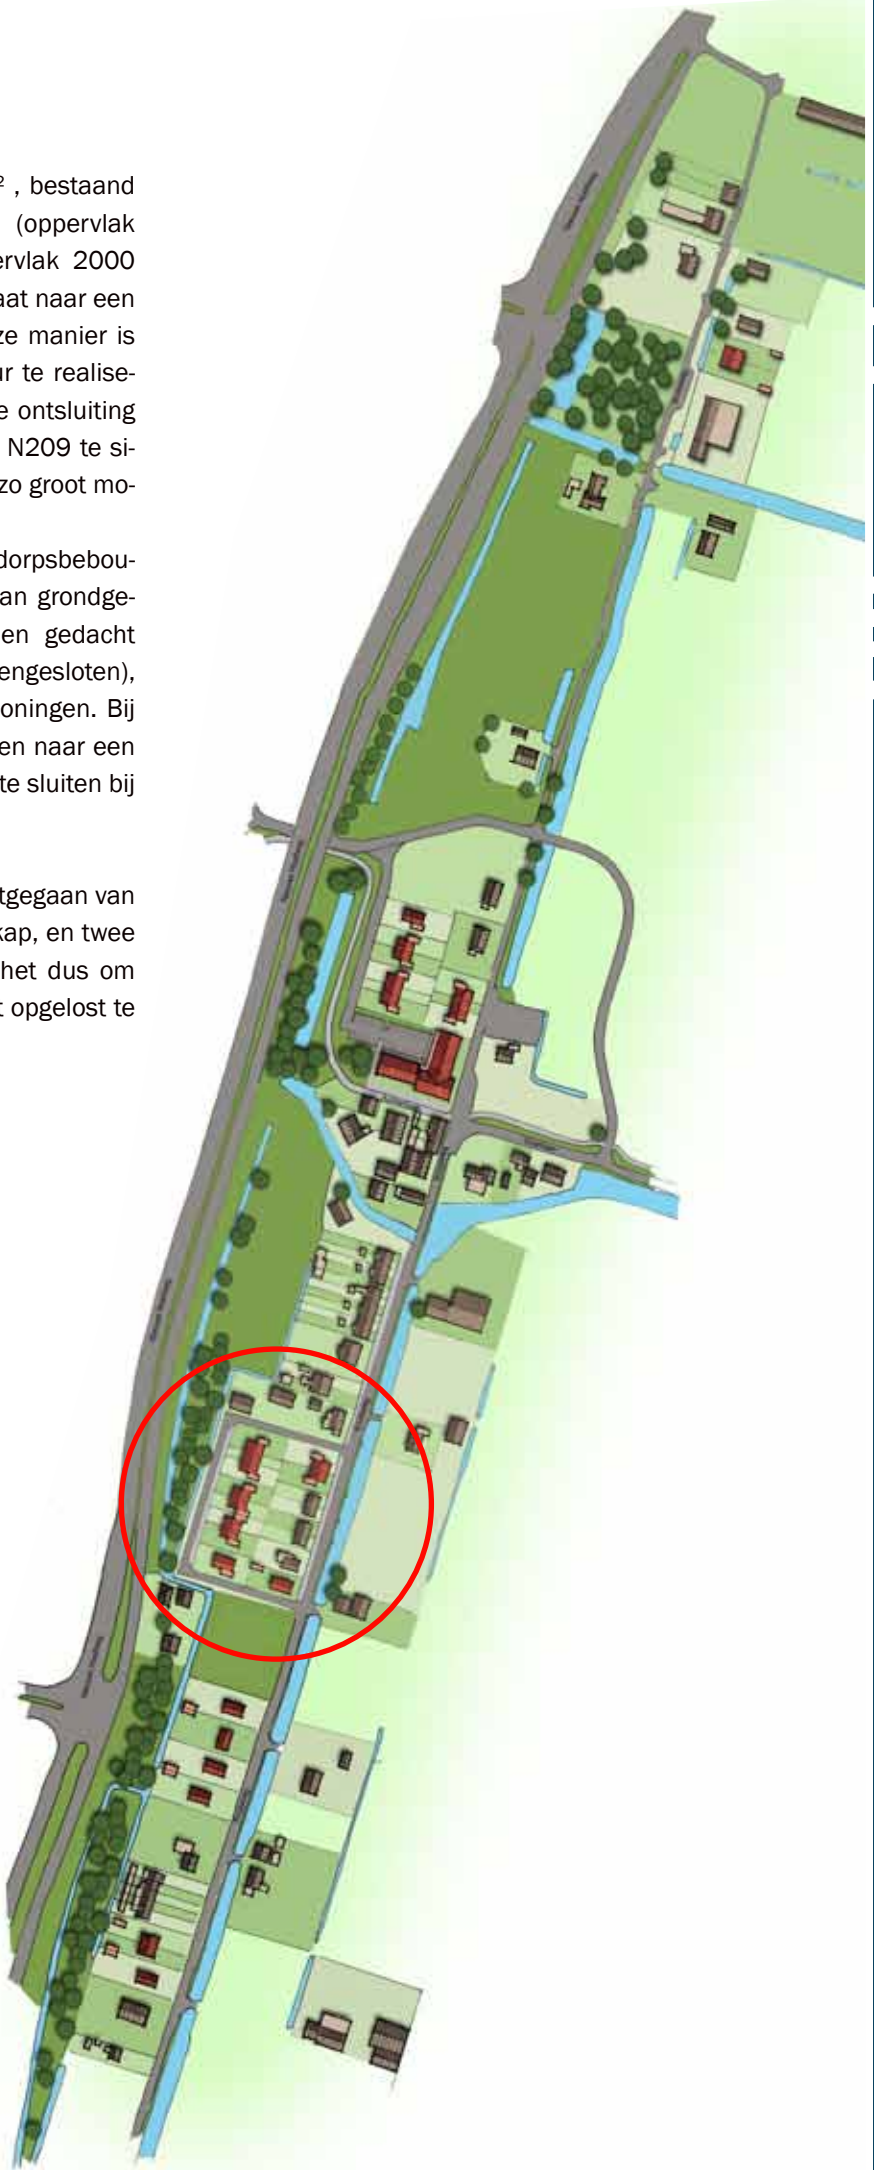 ² , bestaand
(oppervlak
ervlak 2000
aat naar een
ze manier is
ur te realise-
e ontsluiting
N209 te si-
zo groot mo-
dorpsbebou-
an grondge-
en gedacht
engesloten),
oningen. Bij
en naar een
te sluiten bij
tgegaan van
kap, en twee
het dus om
t opgelost te